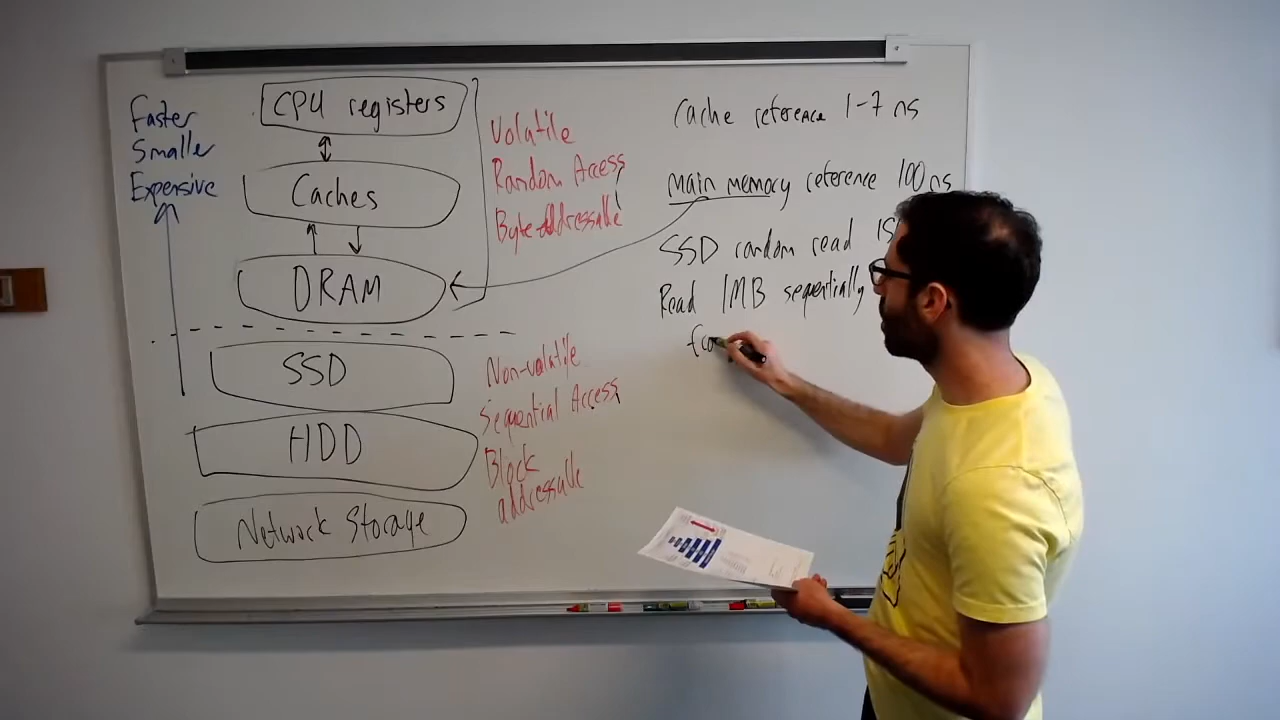 Faster
Smaller
Expensive
CPU registers
Caches
DRAM
SSD
HDD
Network Storage
Volatile
Random Access
Byte-addressable
Non-volatile
Sequential Access
Block
addressable
Cache reference 1-7 ns
Main memory reference 100 ns
SSD random read
Read 1MB sequentially